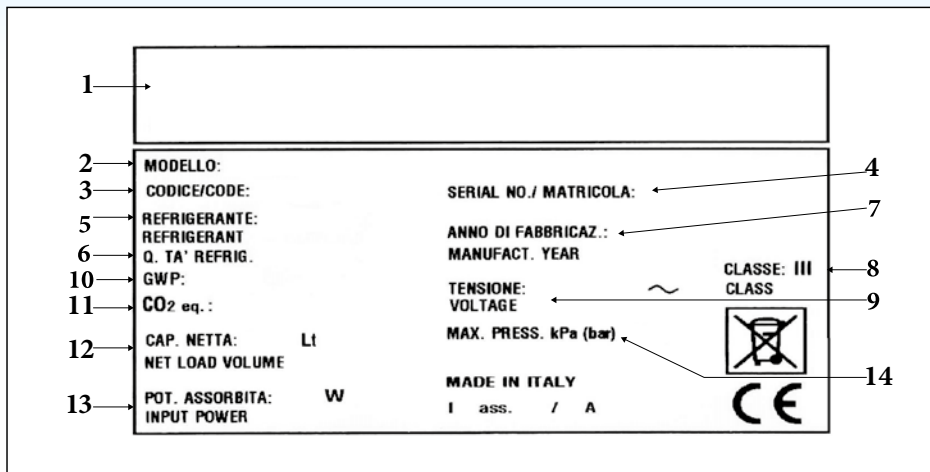 1
2 MODELLO:
3 CODICE/CODE: SERIAL NO./ MATRICOLA: 4
5 REFRIGERANTE: 7
REFRIGERANT ANNO DI FABBRICAZ.:
6 Q. TA' REFRIG. MANUFACT. YEAR
10 GWP: CLASSE: III 8
11 CO2 eq.: TENSIONE: ~ CLASS
VOLTAGE 9
12 CAP. NETTA: Lt MAX. PRESS. kPa (bar)
NET LOAD VOLUME 14
13 POT. ASSORBITA: W MADE IN ITALY
INPUT POWER I ass. / A CE